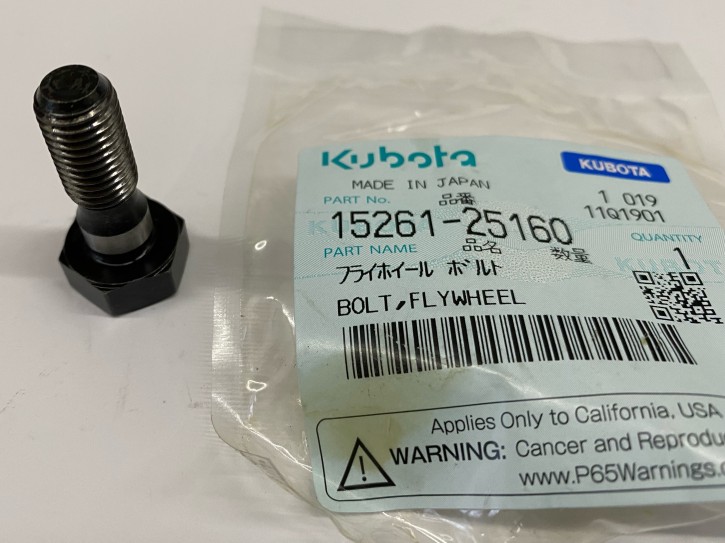 Kubota
KUBOTA
MADE IN JAPAN
PART No. 品番
1 019
11Q1901
15261-25160
PART NAME 品名
数量 QUANTITY
1
フライホイール ボルト
BOLT,FLYWHEEL
Applies Only to California, USA
WARNING: Cancer and Reprodu
www.P65Warnings.c